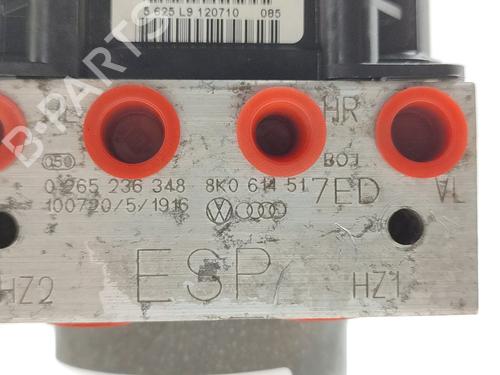 5 625 L9 120710 085
HR
BOJ
0 265 236 348 8K0 614 517ED VL
100720/5/1916
ESP
HZ2 HZ1
B-PARTS